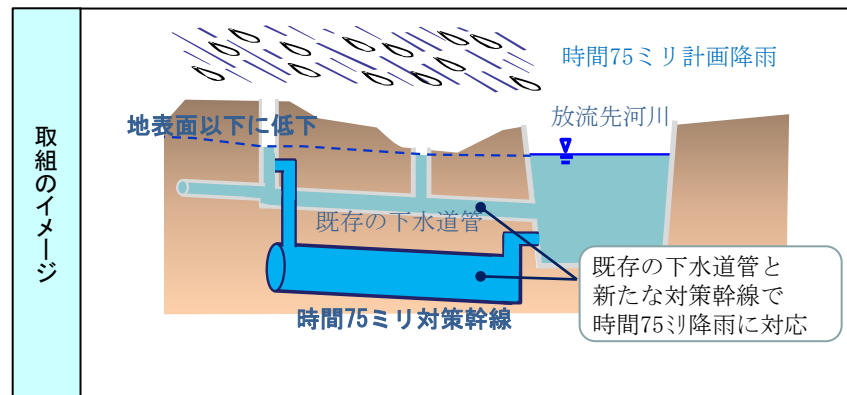 取組のイメージ
時間75ミリ計画降雨
放流先河川
地表面以下に低下
既存の下水道管
既存の下水道管と
新たな対策幹線で
時間75ﾐﾘ降雨に対応
時間75ミリ対策幹線